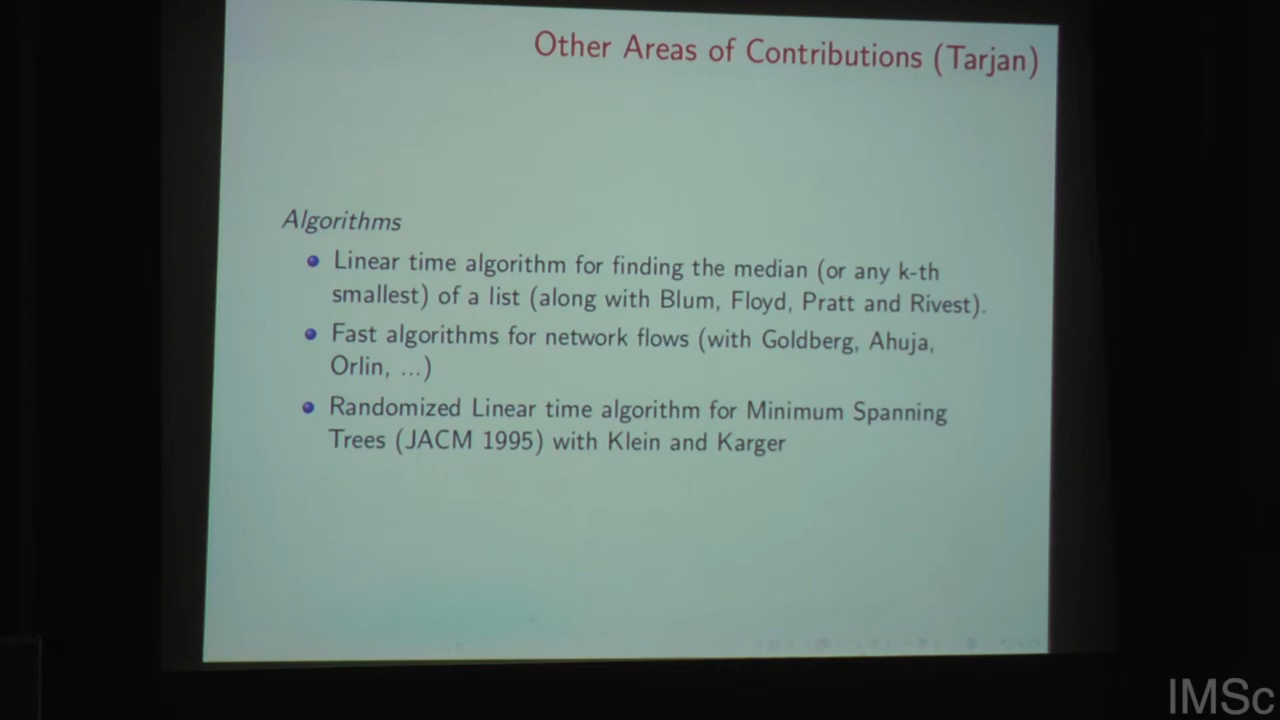 Other Areas of Contributions (Tarjan)
Algorithms
Linear time algorithm for finding the median (or any k-th
smallest) of a list (along with Blum, Floyd, Pratt and Rivest).
Fast algorithms for network flows (with Goldberg, Ahuja,
Orlin, ...)
Randomized Linear time algorithm for Minimum Spanning
Trees (JACM 1995) with Klein and Karger
IMSc